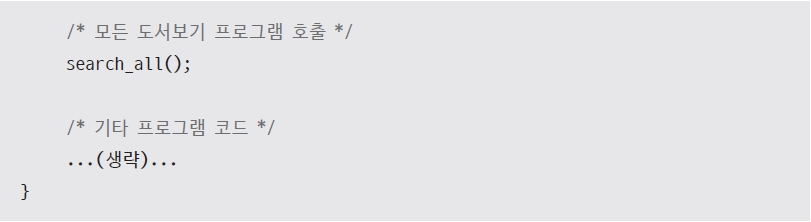 /* 모든 도서보기 프로그램 호출 */
search_all();
/* 기타 프로그램 코드 */
...(생략)...
}